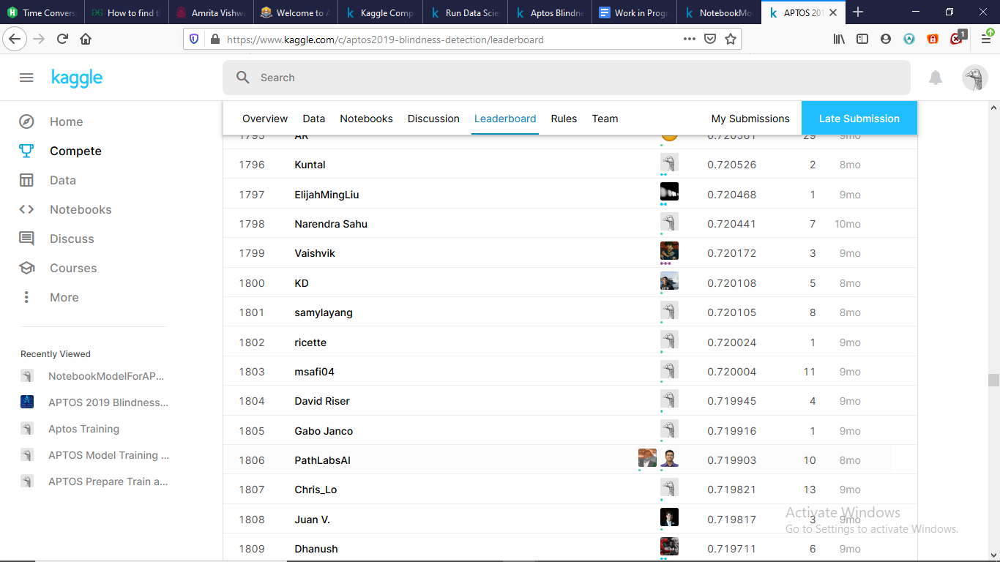 Time Convers
ƏG How to find t
Amrita Vishw
Welcome to A
Kaggle Comp
Run Data Scie
Aptos Blindne
Work in Progr
NotebookMo
APTOS 201
https://www.kaggle.com/c/aptos2019-blindness-detection/leaderboard
1
kaggle
Search
Overview Data Notebooks Discussion Leaderboard Rules Team My Submissions Late Submission
Home
Compete
Data
Notebooks
Discuss
Courses
More
Recently Viewed
NotebookModelForAP...
APTOS 2019 Blindness...
Aptos Training
APTOS Model Training ...
APTOS Prepare Train a...
1795 AR 0.720561 29 9mo
1796 Kuntal 0.720526 2 8mo
1797 ElijahMingLiu 0.720468 1 9mo
1798 Narendra Sahu 0.720441 7 10mo
1799 Vaishvik 0.720172 3 9mo
1800 KD 0.720108 5 8mo
1801 samylayang 0.720105 8 8mo
1802 ricette 0.720024 1 9mo
1803 msafi04 0.720004 11 9mo
1804 David Riser 0.719945 4 9mo
1805 Gabo Janco 0.719916 1 9mo
1806 PathLabsAI 0.719903 10 8mo
1807 Chris_Lo 0.719821 13 9mo
1808 Juan V. 0.719817 3 9mo
1809 Dhanush 0.719711 6 9mo
Activate Windows
Go to Settings to activate Windows.